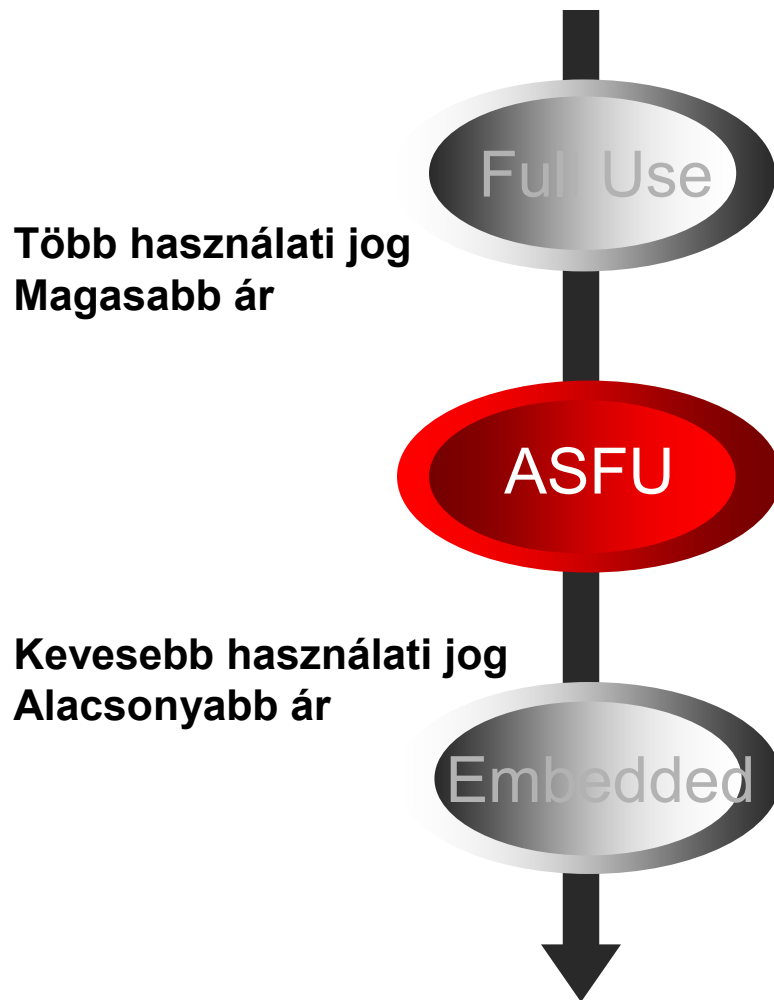 Full Use
Több használati jog
Magasabb ár
ASFU
Kevesebb használati jog
Alacsonyabb ár
Embedded